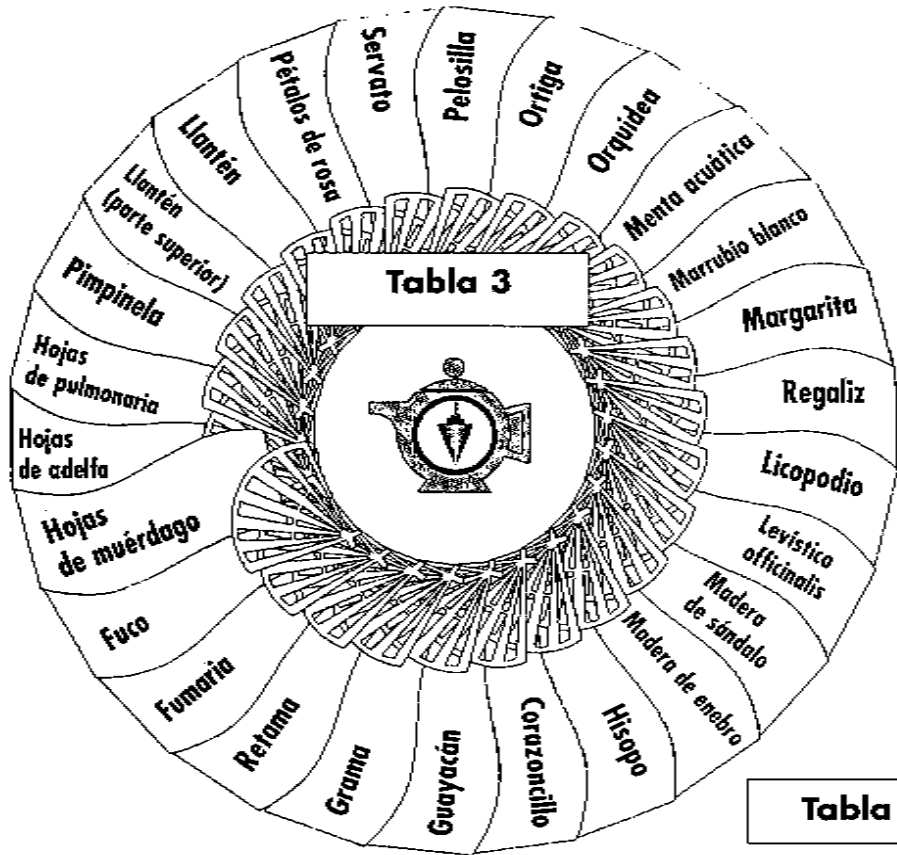 Servato
Pelosilla
Ortiga
Orquidea
Menta acuática
Marrubio blanco
Margarita
Regaliz
Licopodio
Levístico
officinalis
Madera
de sándalo
Madera de enebro
Hisopo
Corazoncillo
Guayacán
Grama
Retama
Fumaria
Fuco
Hojas
de muérdago
Hojas
de adelfa
Hojas
de pulmonaria
Pimpinela
Llantén
(parte superior)
Llantén
Pétalos de rosa
Tabla 3
Tabla